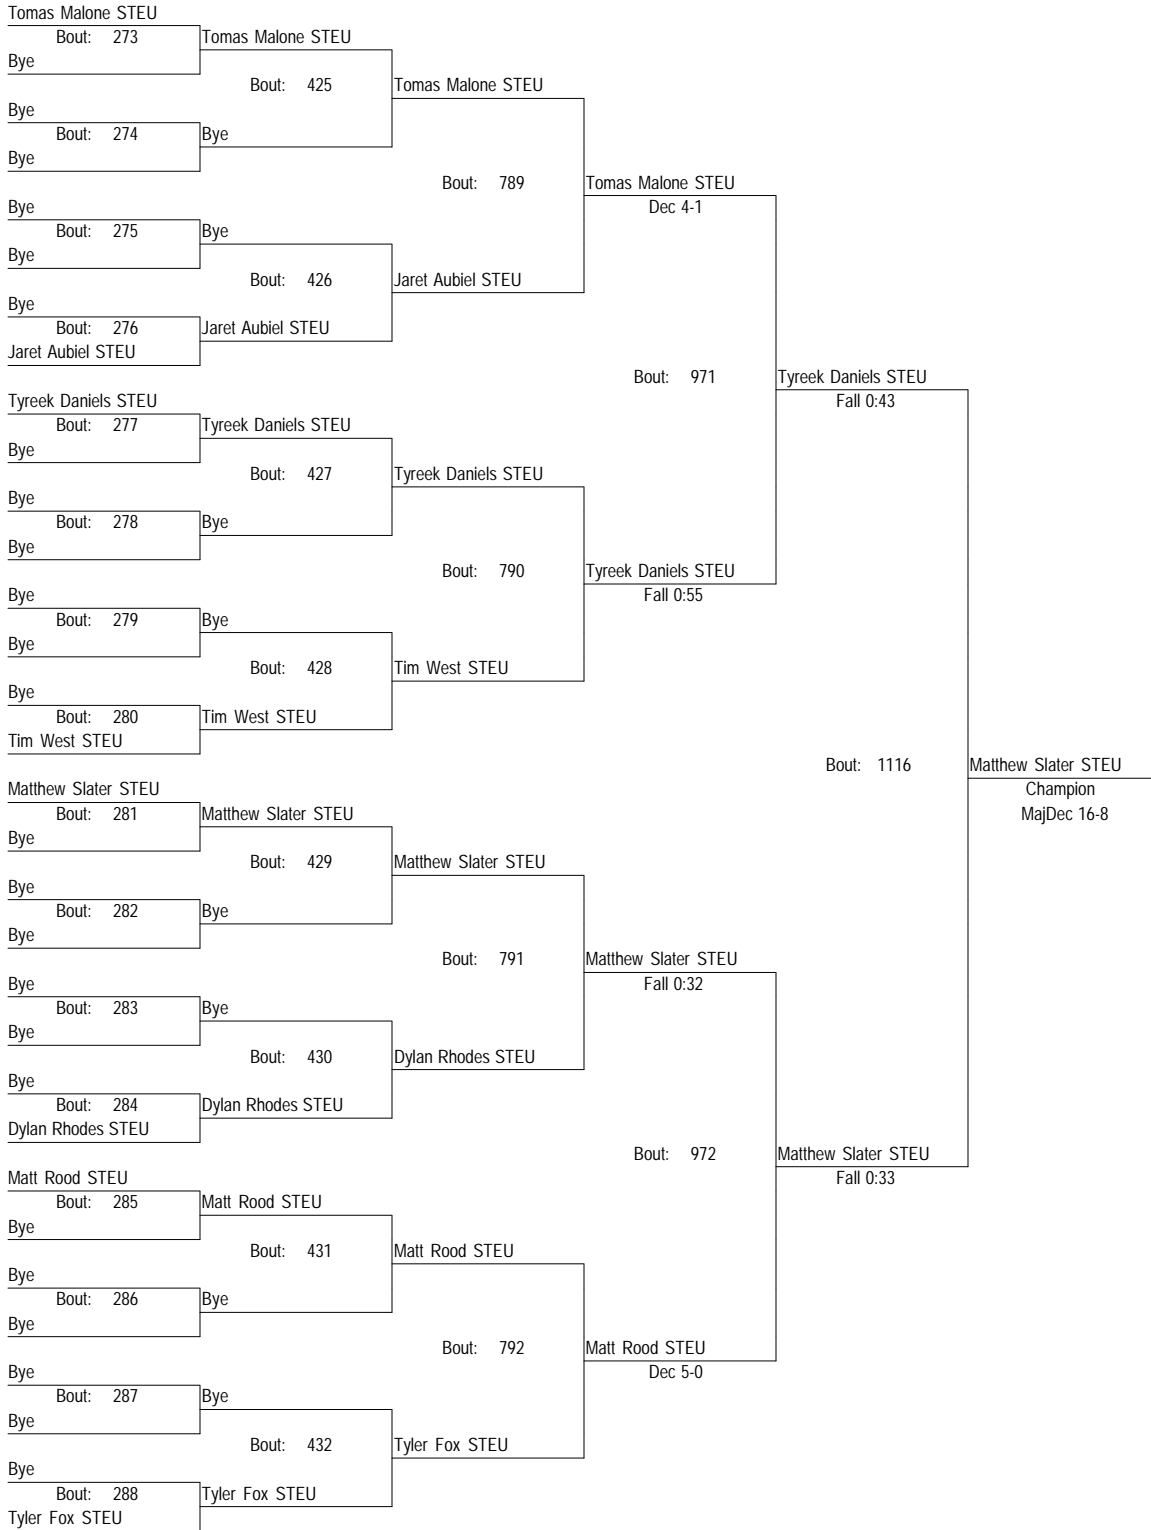 Tomas Malone STEU
Bout: 273
Tomas Malone STEU
Bye
Bout: 425
Tomas Malone STEU
Bye
Bout: 274
Bye
Bye
Bout: 789
Tomas Malone STEU
Dec 4-1
Bye
Bout: 275
Bye
Bye
Bout: 426
Jaret Aubiel STEU
Bye
Bout: 276
Jaret Aubiel STEU
Jaret Aubiel STEU
Bout: 971
Tyreek Daniels STEU
Fall 0:43
Tyreek Daniels STEU
Bout: 277
Tyreek Daniels STEU
Bye
Bout: 427
Tyreek Daniels STEU
Bye
Bout: 278
Bye
Bye
Bout: 790
Tyreek Daniels STEU
Fall 0:55
Bye
Bout: 279
Bye
Bye
Bout: 428
Tim West STEU
Bye
Bout: 280
Tim West STEU
Tim West STEU
Bout: 1116
Matthew Slater STEU
Champion
MajDec 16-8
Matthew Slater STEU
Bout: 281
Matthew Slater STEU
Bye
Bout: 429
Matthew Slater STEU
Bye
Bout: 282
Bye
Bye
Bout: 791
Matthew Slater STEU
Fall 0:32
Bye
Bout: 283
Bye
Bye
Bout: 430
Dylan Rhodes STEU
Bye
Bout: 284
Dylan Rhodes STEU
Dylan Rhodes STEU
Bout: 972
Matthew Slater STEU
Fall 0:33
Matt Rood STEU
Bout: 285
Matt Rood STEU
Bye
Bout: 431
Matt Rood STEU
Bye
Bout: 286
Bye
Bye
Bout: 792
Matt Rood STEU
Dec 5-0
Bye
Bout: 287
Bye
Bye
Bout: 432
Tyler Fox STEU
Bye
Bout: 288
Tyler Fox STEU
Tyler Fox STEU